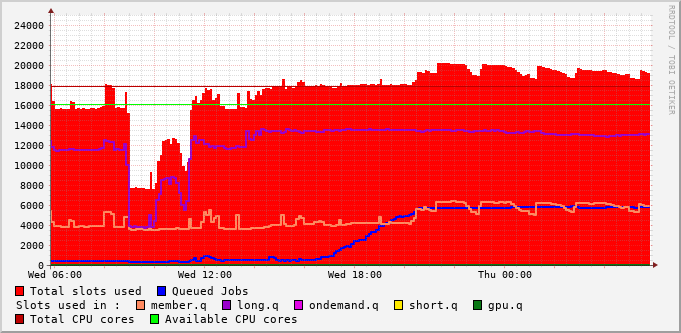 24000
22000
20000
18000
16000
14000
12000
10000
8000
6000
4000
2000
0
Wed 06:00 Wed 12:00 Wed 18:00 Thu 00:00
RRDTOOL / TOBI OETIKER
Total slots used Queued Jobs
Slots used in : member.q long.q ondemand.q short.q gpu.q
Total CPU cores Available CPU cores